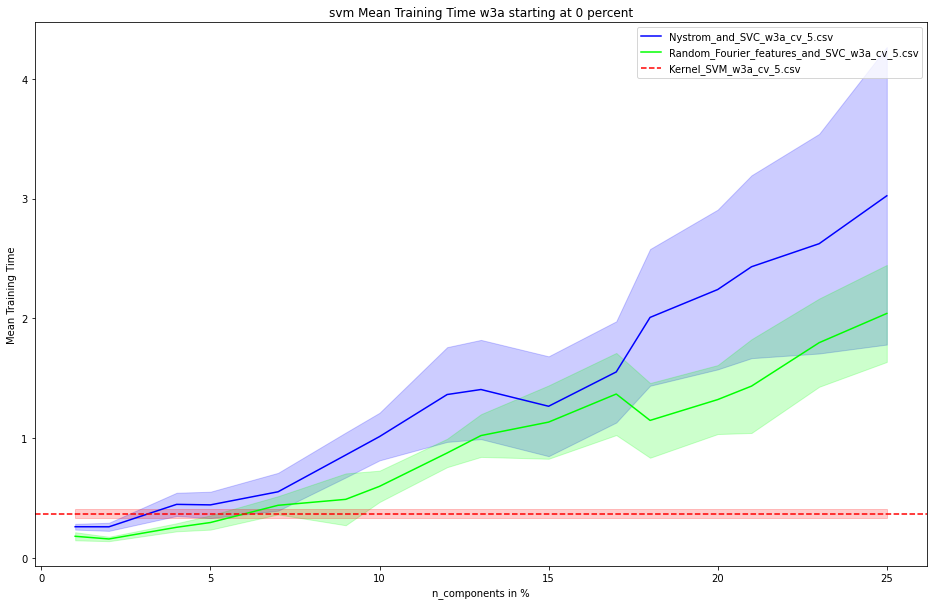 svm Mean Training Time w3a starting at 0 percent
Nystrom_and_SVC_w3a_cv_5.csv
Random_Fourier_features_and_SVC_w3a_cv_5.csv
Kernel_SVM_w3a_cv_5.csv
4
3
2
1
0
Mean Training Time
0 5 10 15 20 25
n_components in %